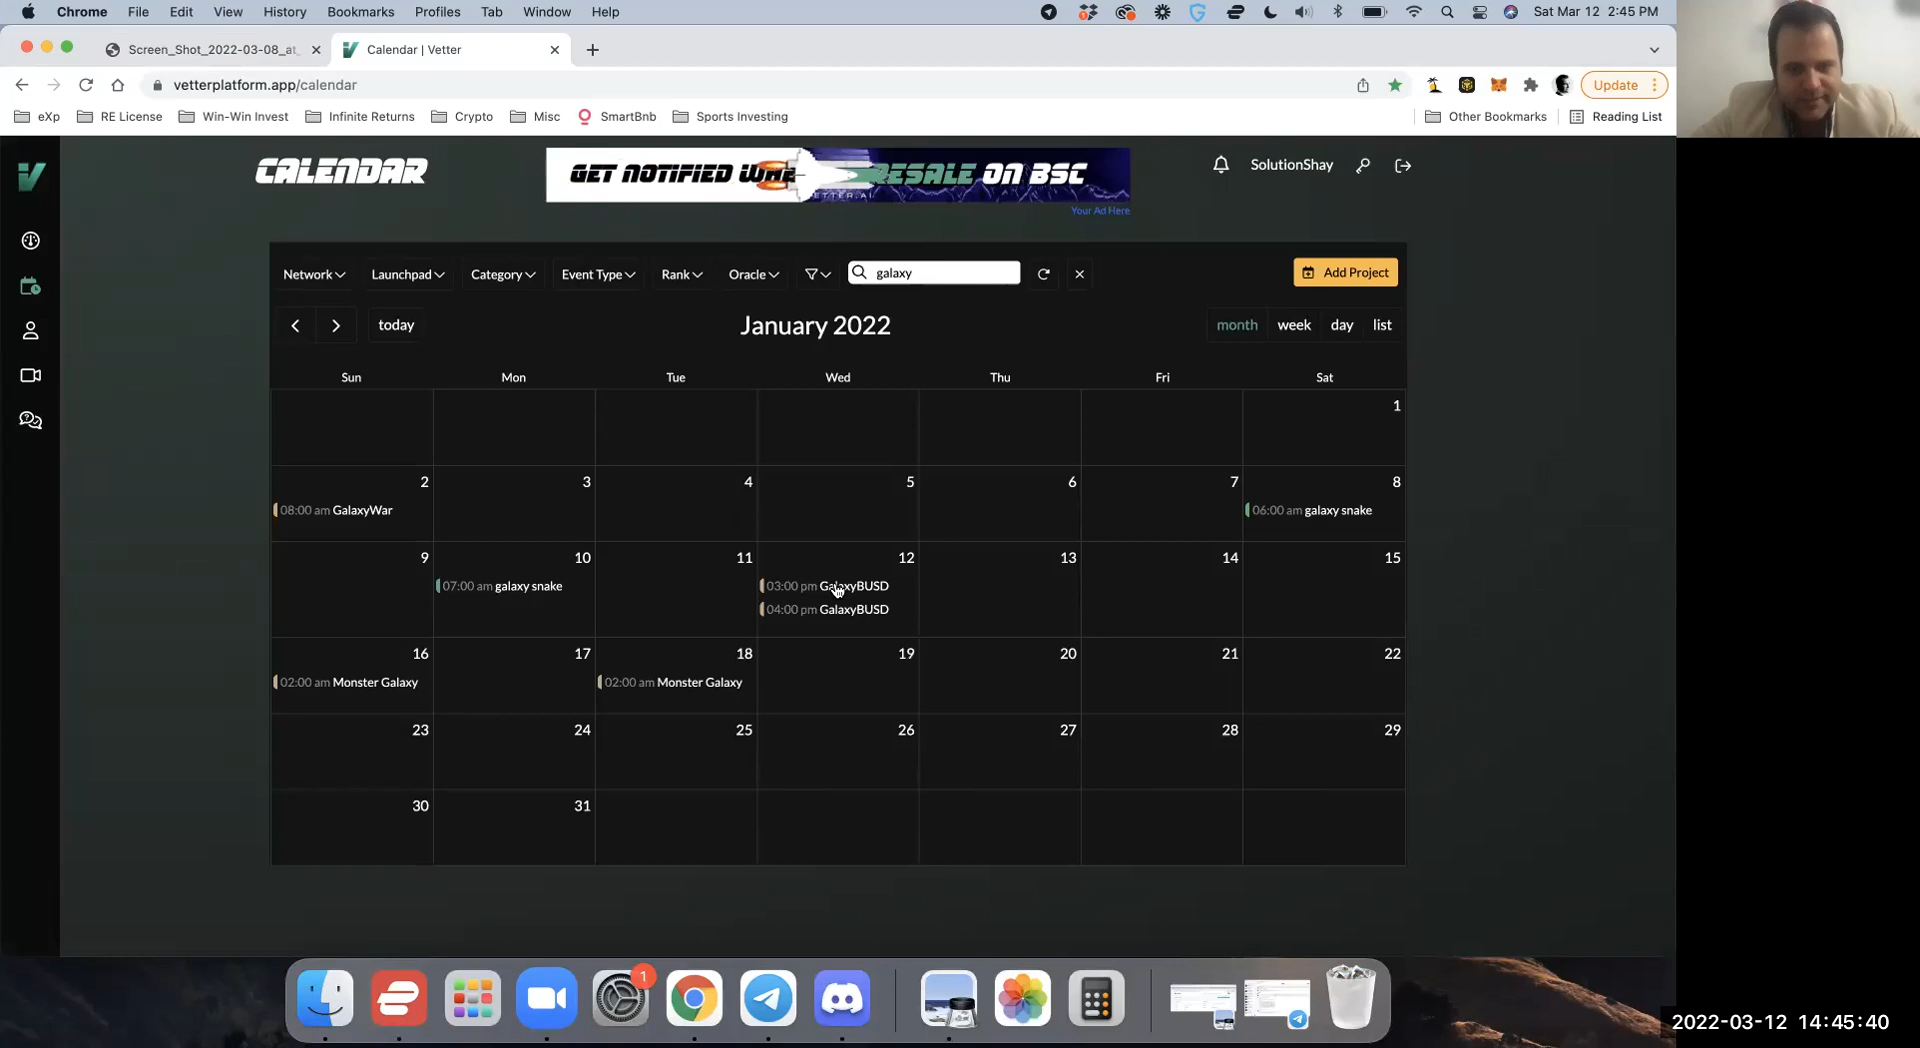 Chrome File Edit View History Bookmarks Profiles Tab Window Help
Sat Mar 12 2:45 PM
Screen_Shot_2022-03-08_at_
Calendar | Vetter
vetterplatform.app/calendar
Update
eXp RE License Win-Win Invest Infinite Returns Crypto Misc SmartBnb Sports Investing
Other Bookmarks Reading List
CALENDAR
GET NOTIFIED
ON BSC
Your Ad Here
SolutionShay
Network Launchpad Category Event Type Rank Oracle
galaxy
Add Project
today
January 2022
month week day list
Sun Mon Tue Wed Thu Fri Sat
1
2 3 4 5 6 7 8
08:00 am GalaxyWar
06:00 am galaxy snake
9 10 11 12 13 14 15
07:00 am galaxy snake
03:00 pm GalaxyBUSD
04:00 pm GalaxyBUSD
16 17 18 19 20 21 22
02:00 am Monster Galaxy
02:00 am Monster Galaxy
23 24 25 26 27 28 29
30 31
1
2022-03-12 14:45:40